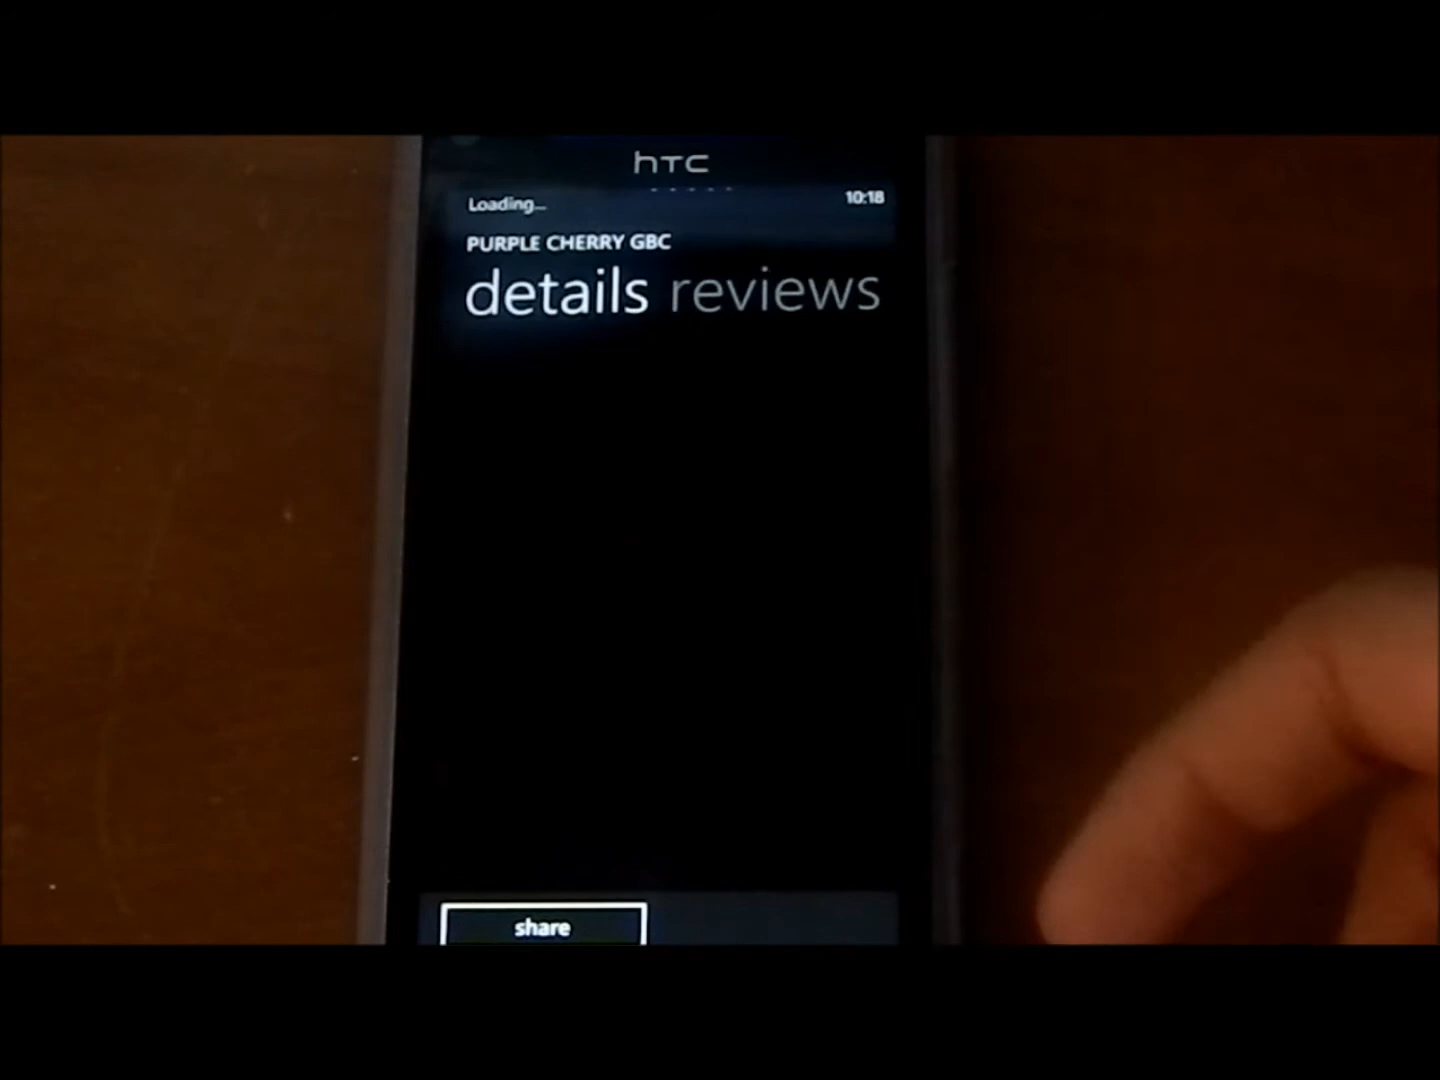 hTC
Loading...
10:18
PURPLE CHERRY GBC
details reviews
share